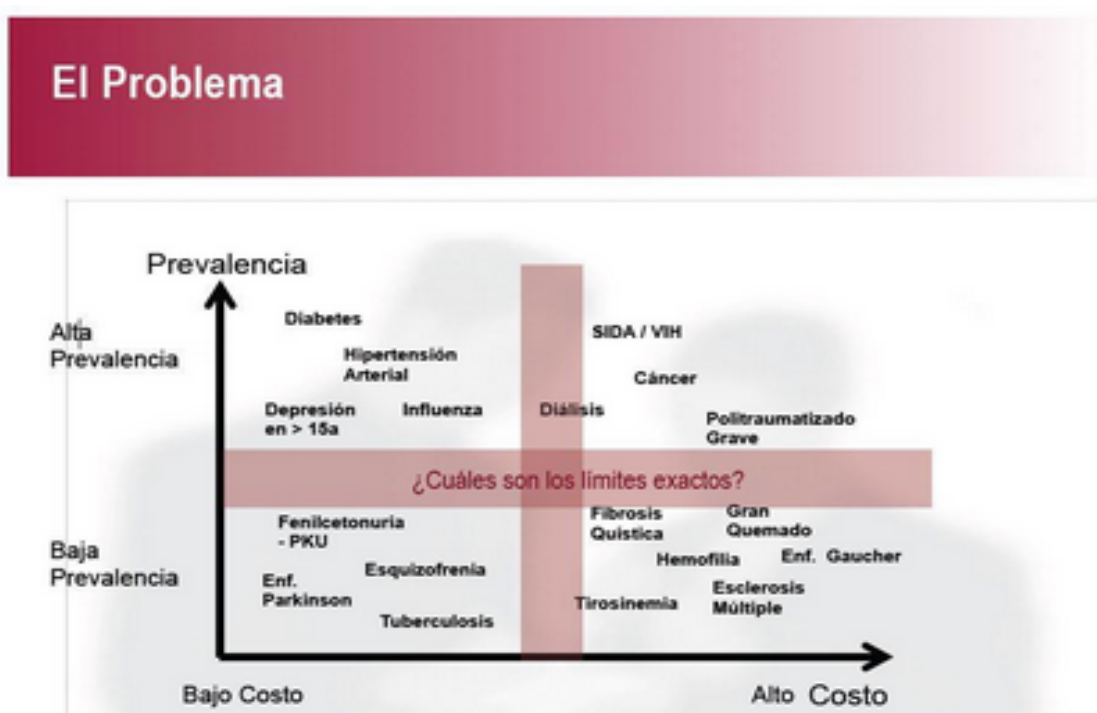 El Problema
Prevalencia
Alta
Prevalencia
Diabetes
Hipertensión
Arterial
Depresión
en > 15a
Influenza
SIDA / VIH
Cáncer
Diálisis
Politraumatizado
Grave
¿Cuáles son los límites exactos?
Baja
Prevalencia
Fenilcetonuria
- PKU
Esquizofrenia
Enf.
Parkinson
Tuberculosis
Fibrosis
Quistica
Gran
Quemado
Hemofilia
Enf. Gaucher
Tirosinemia
Esclerosis
Múltiple
Bajo Costo
Alto Costo